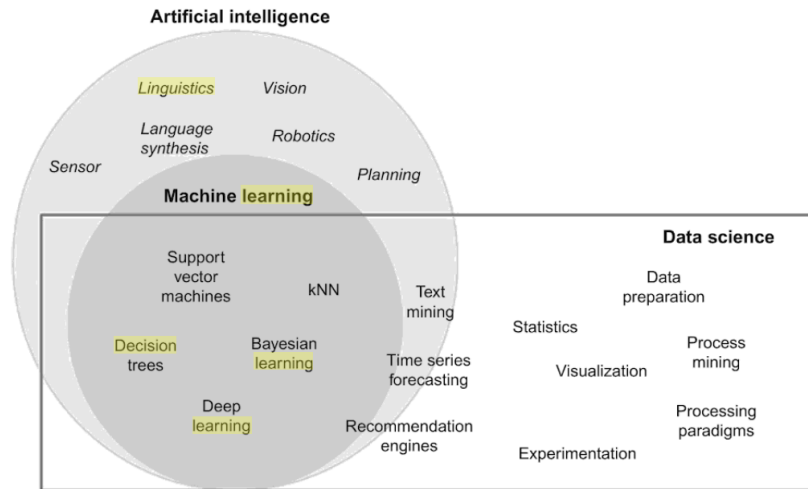 Artificial intelligence
Linguistics
Vision
Language
synthesis
Robotics
Sensor
Planning
Machine learning
Data science
Support
vector
machines
kNN
Text
mining
Data
preparation
Statistics
Decision
trees
Bayesian
learning
Time series
forecasting
Visualization
Process
mining
Deep
learning
Recommendation
engines
Processing
paradigms
Experimentation